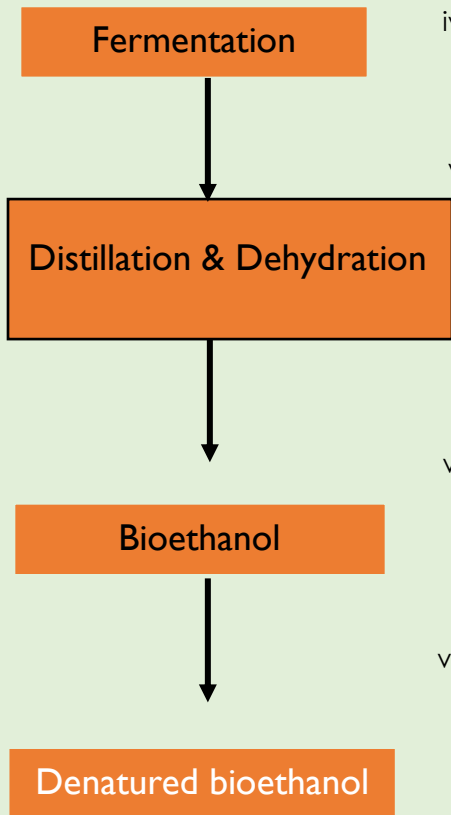 Fermentation
Distillation & Dehydration
Bioethanol
Denatured bioethanol